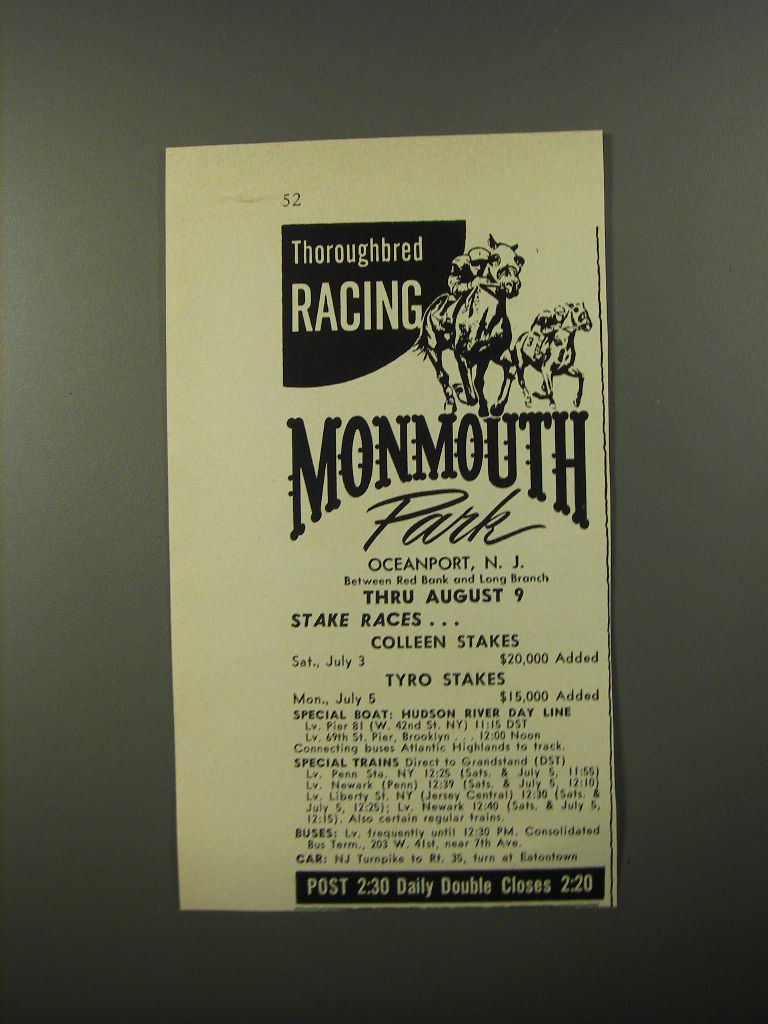 52
Thoroughbred
RACING
MONMOUTH
Park
OCEANPORT, N. J.
Between Red Bank and Long Branch
THRU AUGUST 9
STAKE RACES . . .
COLLEEN STAKES
Sat., July 3 $20,000 Added
TYRO STAKES
Mon., July 5 $15,000 Added
SPECIAL BOAT: HUDSON RIVER DAY LINE
Lv. Pier 81 (W. 42nd St. NY) 11:15 DST
Lv. 69th St. Pier, Brooklyn . . . 12:00 Noon
Connecting buses Atlantic Highlands to track.
SPECIAL TRAINS Direct to Grandstand (DST)
Lv. Penn Sta. NY 12:25 (Sats. & July 5, 11:55)
Lv. Newark (Penn) 12:39 (Sats. & July 5, 12:10)
Lv. Liberty St. NY (Jersey Central) 12:30 (Sats. &
July 5, 12:25); Lv. Newark 12:40 (Sats. & July 5,
12:15). Also certain regular trains.
BUSES: Lv. frequently until 12:30 PM. Consolidated
Bus Term., 203 W. 41st, near 7th Ave.
CAR: NJ Turnpike to Rt. 35, turn at Eatontown
POST 2:30 Daily Double Closes 2:20